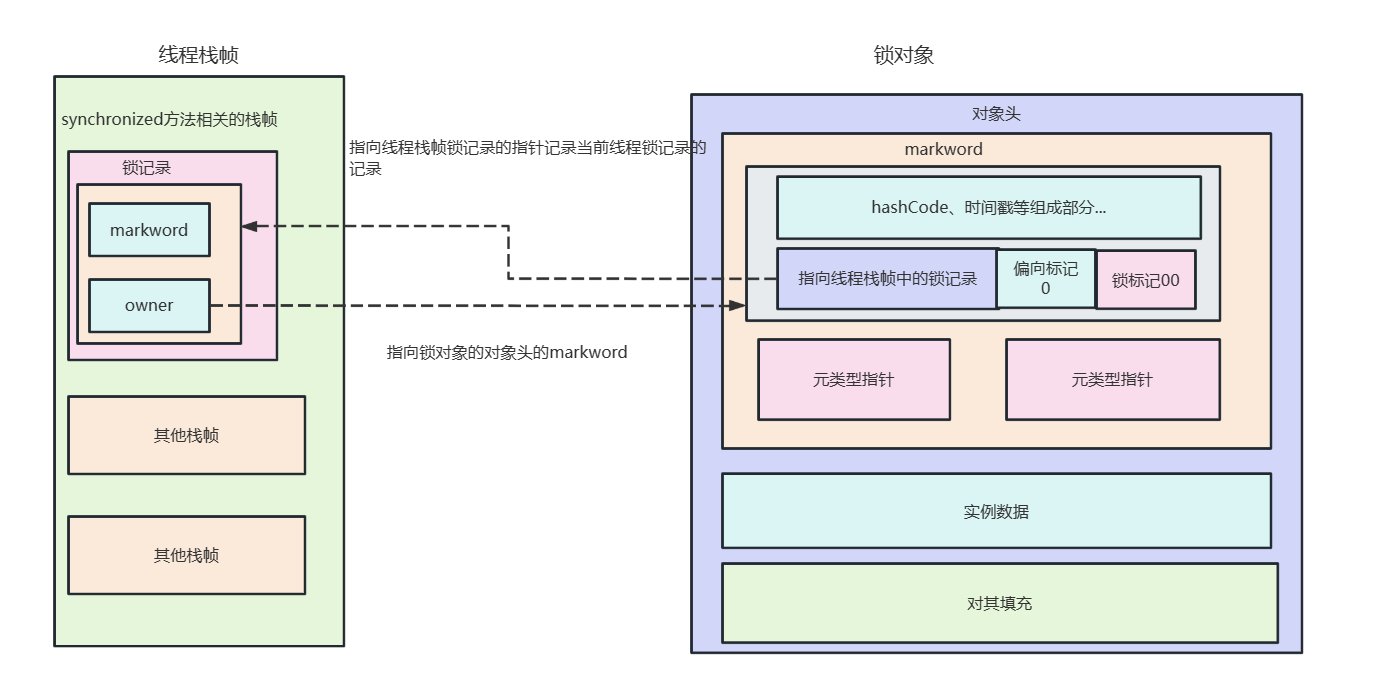 线程栈帧
synchronized方法相关的栈帧
锁记录
markword
owner
其他栈帧
其他栈帧
指向线程栈帧锁记录的指针记录当前线程锁记录的
记录
指向锁对象的对象头的markword
锁对象
对象头
markword
hashCode、时间戳等组成部分...
指向线程栈帧中的锁记录
偏向标记
0
锁标记00
元类型指针
元类型指针
实例数据
对其填充